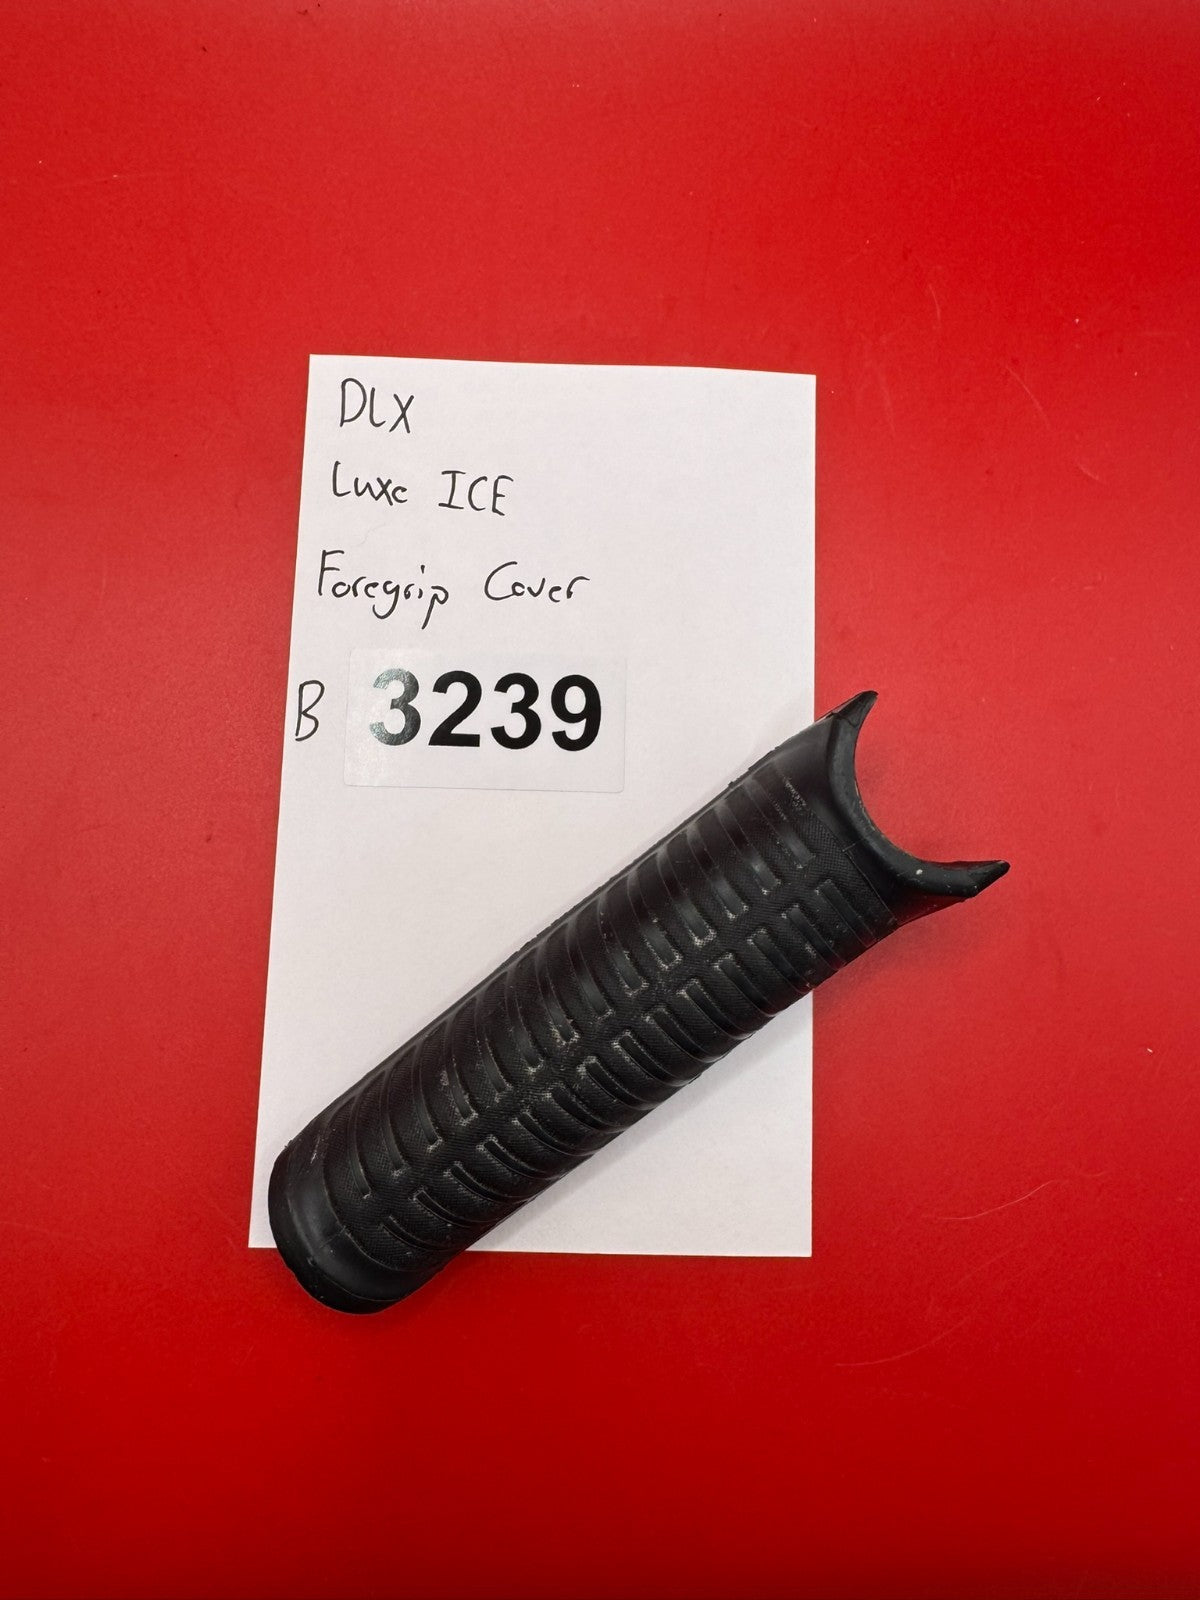 DLX
Luxe ICE
Foregrip Cover
B 3239